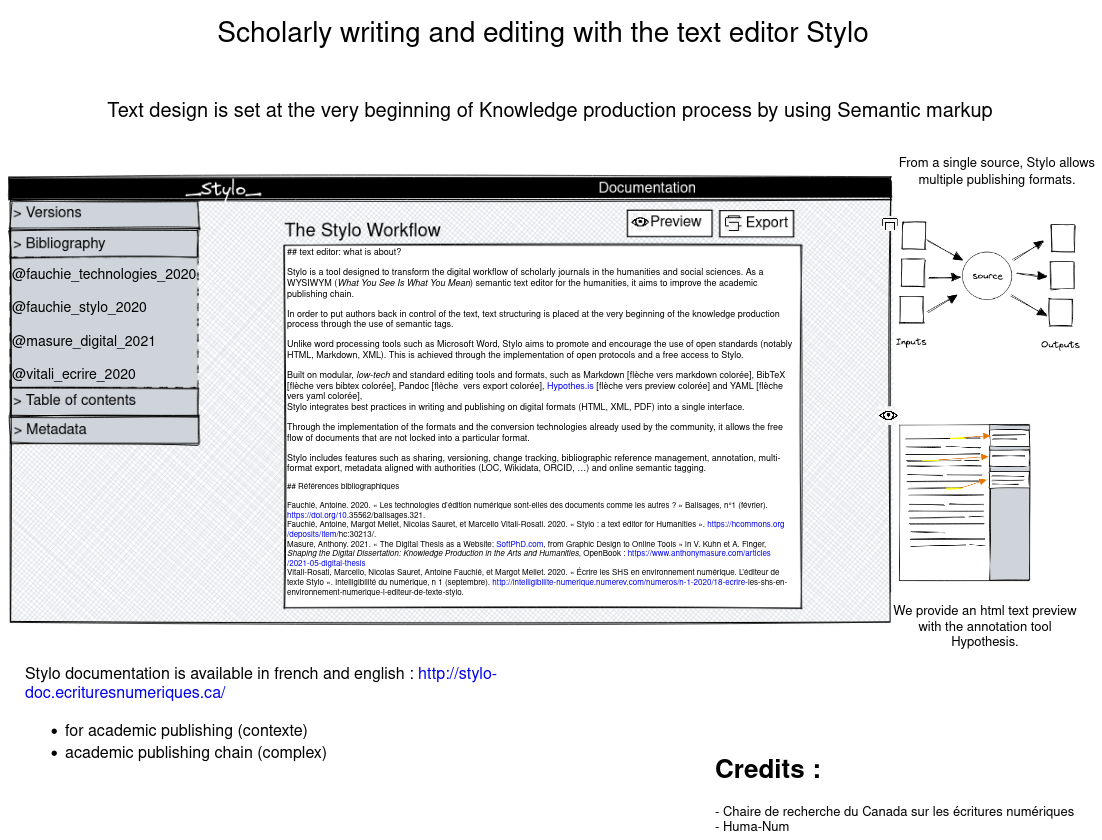 Scholarly writing and editing with the text editor Stylo
Text design is set at the very beginning of Knowledge production process by using Semantic markup
_Stylo_
Documentation
> Versions
> Bibliography
@fauchie_technologies_2020
@fauchie_stylo_2020
@masure_digital_2021
@vitali_ecrire_2020
> Table of contents
> Metadata
The Stylo Workflow
Preview
Export
## text editor: what is about?
Stylo is a tool designed to transform the digital workflow of scholarly journals in the humanities and social sciences. As a
WYSIWYM (What You See Is What You Mean) semantic text editor for the humanities, it aims to improve the academic
publishing chain.
In order to put authors back in control of the text, text structuring is placed at the very beginning of the knowledge production
process through the use of semantic tags.
Unlike word processing tools such as Microsoft Word, Stylo aims to promote and encourage the use of open standards (notably
HTML, Markdown, XML). This is achieved through the implementation of open protocols and a free access to Stylo.
Built on modular, low-tech and standard editing tools and formats, such as Markdown [flèche vers markdown colorée], BibTeX
[flèche vers bibtex colorée], Pandoc [flèche  vers export colorée], Hypothes.is [flèche vers preview colorée] and YAML [flèche
vers yaml colorée],
Stylo integrates best practices in writing and publishing on digital formats (HTML, XML, PDF) into a single interface.
Through the implementation of the formats and the conversion technologies already used by the community, it allows the free
flow of documents that are not locked into a particular format.
Stylo includes features such as sharing, versioning, change tracking, bibliographic reference management, annotation, multi-
format export, metadata aligned with authorities (LOC, Wikidata, ORCID, …) and online semantic tagging.
## Références bibliographiques
Fauchié, Antoine. 2020. « Les technologies d'édition numérique sont-elles des documents comme les autres ? » Balisages, n°1 (février).
https://doi.org/10.35562/balisages.321.
Fauchié, Antoine, Margot Mellet, Nicolas Sauret, et Marcello Vitali-Rosati. 2020. « Stylo : a text editor for Humanities ». https://hcommons.org
/deposits/item/hc:30213/.
Masure, Anthony. 2021. « The Digital Thesis as a Website: SoftPhD.com, from Graphic Design to Online Tools » in V. Kuhn et A. Finger,
Shaping the Digital Dissertation: Knowledge Production in the Arts and Humanities, OpenBook : https://www.anthonymasure.com/articles
/2021-05-digital-thesis
Vitali-Rosati, Marcello, Nicolas Sauret, Antoine Fauchié, et Margot Mellet. 2020. « Écrire les SHS en environnement numérique. L'éditeur de
texte Stylo ». Intelligibilité du numérique, n 1 (septembre). http://intelligibilite-numerique.numerev.com/numeros/n-1-2020/18-ecrire-les-shs-en-
environnement-numerique-l-editeur-de-texte-stylo.
From a single source, Stylo allows
multiple publishing formats.
source
Inputs
Outputs
We provide an html text preview
with the annotation tool
Hypothesis.
Stylo documentation is available in french and english : http://stylo-
doc.ecrituresnumeriques.ca/
• for academic publishing (contexte)
• academic publishing chain (complex)
Credits :
- Chaire de recherche du Canada sur les écritures numériques
- Huma-Num